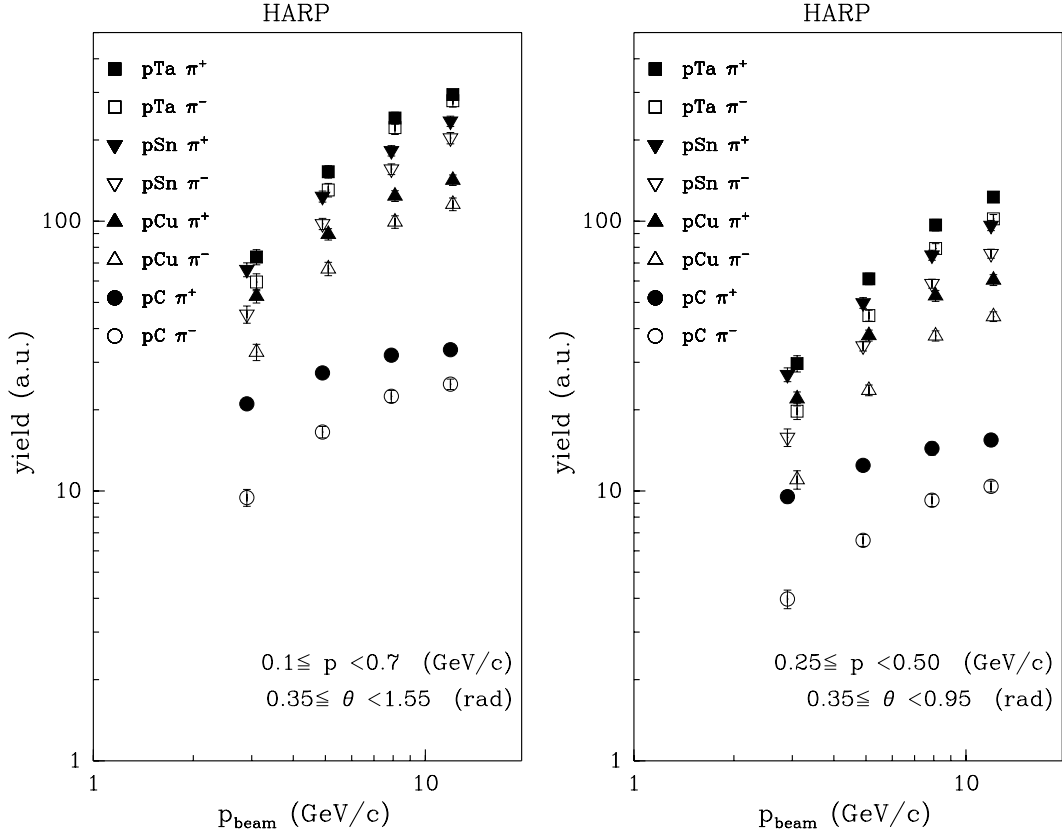 HARP
pTa π⁺
pTa π⁻
pSn π⁺
pSn π⁻
pCu π⁺
pCu π⁻
pC π⁺
pC π⁻
100
10
1
yield (a.u.)
0.1≦ p <0.7 (GeV/c)
0.35≦ θ <1.55 (rad)
1
10
p_beam (GeV/c)
HARP
pTa π⁺
pTa π⁻
pSn π⁺
pSn π⁻
pCu π⁺
pCu π⁻
pC π⁺
pC π⁻
100
10
1
yield (a.u.)
0.25≦ p <0.50 (GeV/c)
0.35≦ θ <0.95 (rad)
1
10
p_beam (GeV/c)